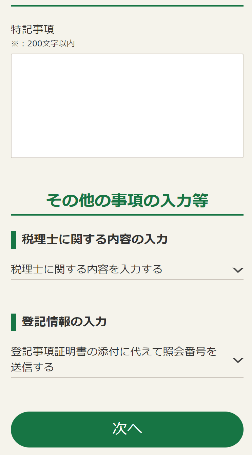 特記事項
※：200文字以内
その他の事項の入力等
税理士に関する内容の入力
税理士に関する内容を入力する
登記情報の入力
登記事項証明書の添付に代えて照会番号を
送信する
次へ